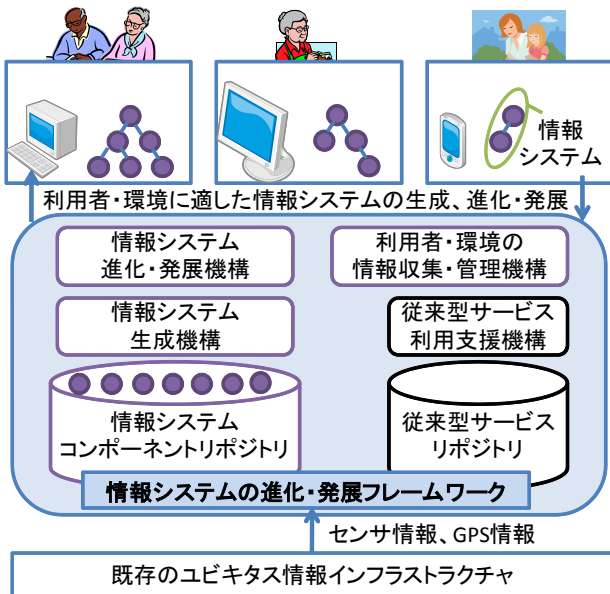 情報
システム
利用者・環境に適した情報システムの生成、進化・発展
情報システム
進化・発展機構
利用者・環境の
情報収集・管理機構
情報システム
生成機構
従来型サービス
利用支援機構
情報システム
コンポーネントリポジトリ
従来型サービス
リポジトリ
情報システムの進化・発展フレームワーク
センサ情報、GPS情報
既存のユビキタス情報インフラストラクチャ